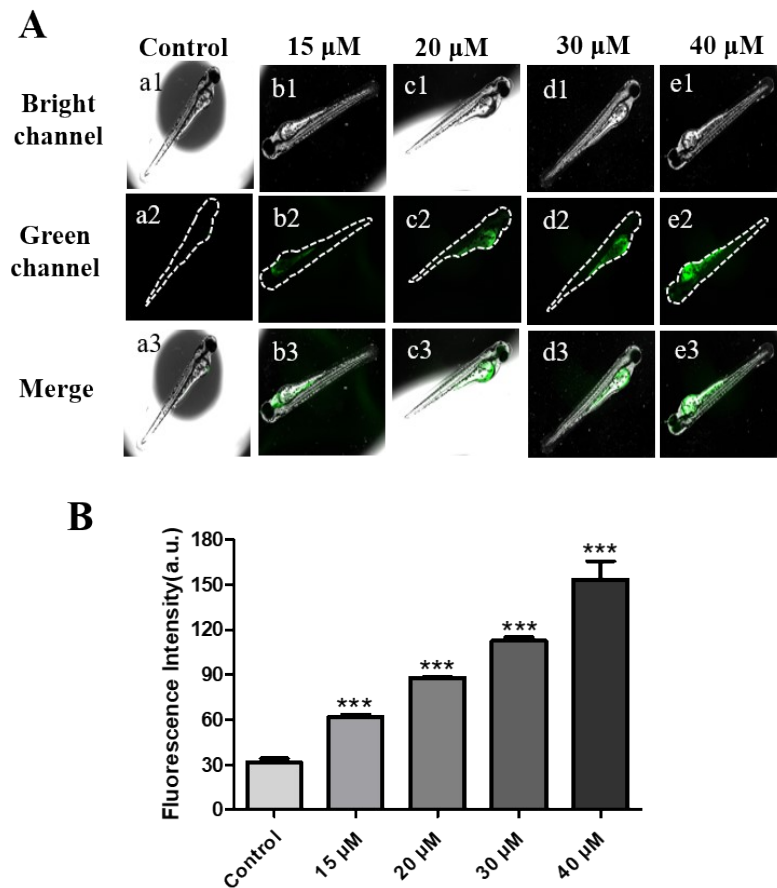 A
Control 15 µM 20 µM 30 µM 40 µM
Bright
channel
a1 b1 c1 d1 e1
Green
channel
a2 b2 c2 d2 e2
Merge
a3 b3 c3 d3 e3
B
Fluorescence Intensity(a.u.)
180
150
120
90
60
30
0
***
***
***
***
Control 15 µM 20 µM 30 µM 40 µM